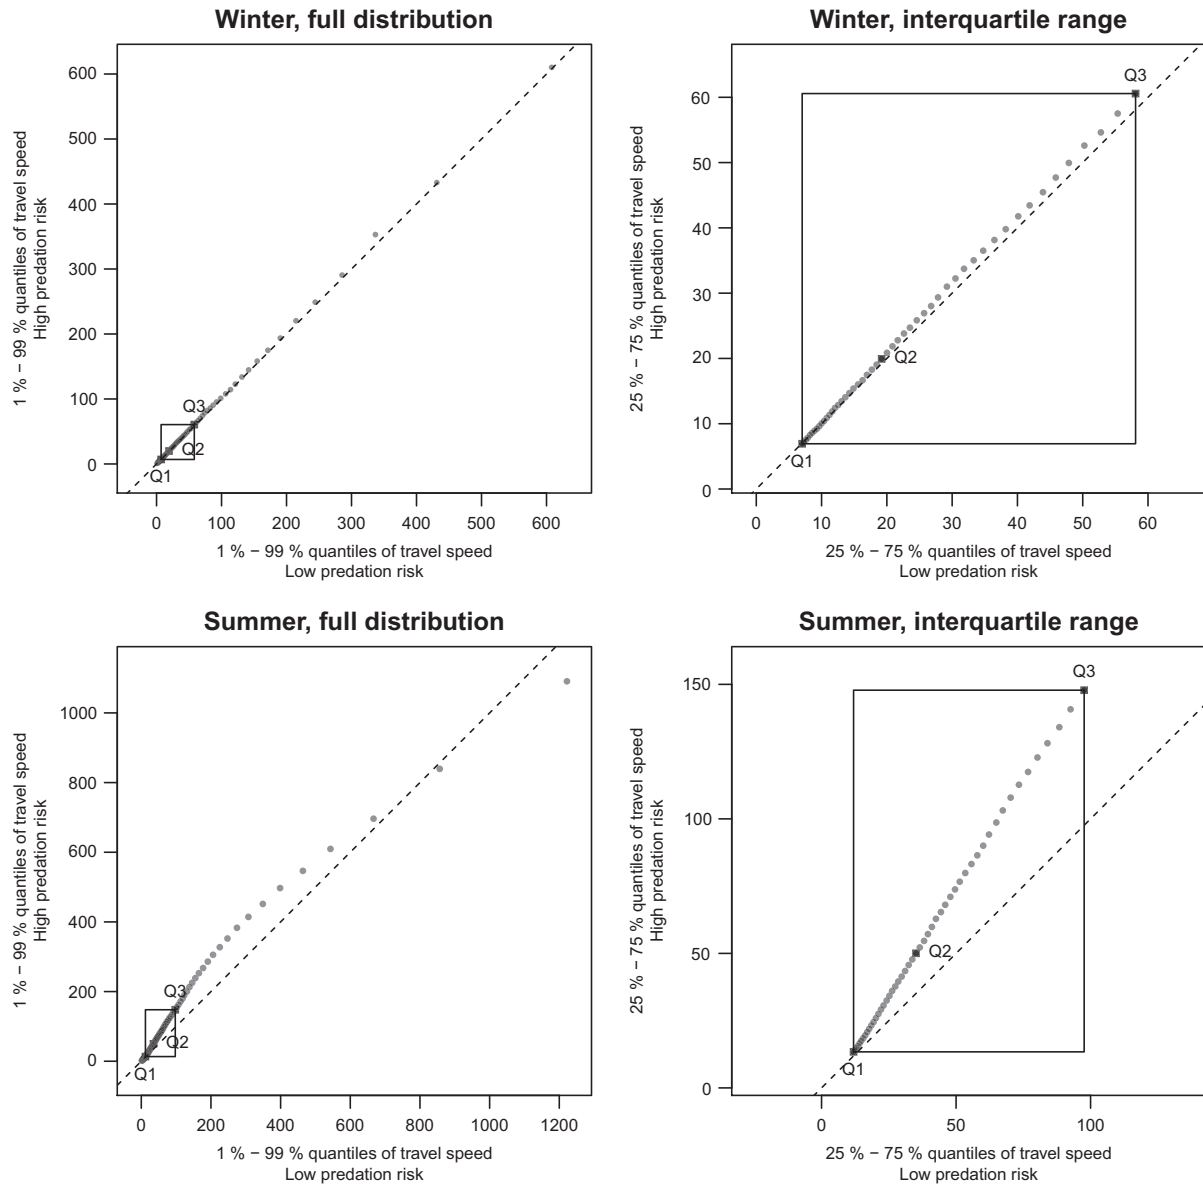 Winter, full distribution
600
500
400
300
200
100
0
1 % − 99 % quantiles of travel speed
High predation risk
Q3
Q2
Q1
0 100 200 300 400 500 600
1 % − 99 % quantiles of travel speed
Low predation risk
Winter, interquartile range
60
50
40
30
20
10
0
25 % − 75 % quantiles of travel speed
High predation risk
Q3
Q2
Q1
0 10 20 30 40 50 60
25 % − 75 % quantiles of travel speed
Low predation risk
Summer, full distribution
1000
800
600
400
200
0
1 % − 99 % quantiles of travel speed
High predation risk
Q3
Q2
Q1
0 200 400 600 800 1000 1200
1 % − 99 % quantiles of travel speed
Low predation risk
Summer, interquartile range
150
100
50
0
25 % − 75 % quantiles of travel speed
High predation risk
Q3
Q2
Q1
0 50 100
25 % − 75 % quantiles of travel speed
Low predation risk